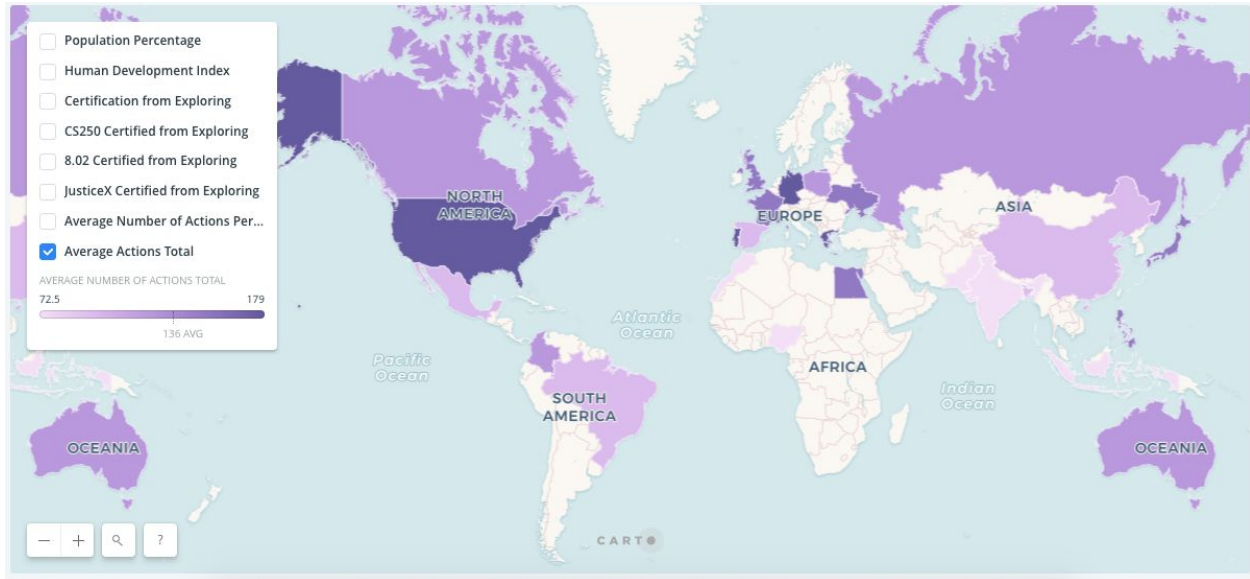 Population Percentage
Human Development Index
Certification from Exploring
CS250 Certified from Exploring
8.02 Certified from Exploring
JusticeX Certified from Exploring
Average Number of Actions Per...
Average Actions Total
AVERAGE NUMBER OF ACTIONS TOTAL
72.5 179
136 AVG
NORTH
AMERICA
EUROPE
ASIA
Atlantic
Ocean
Pacific
Ocean
AFRICA
Indian
Ocean
SOUTH
AMERICA
OCEANIA
OCEANIA
− + ?
CARTO